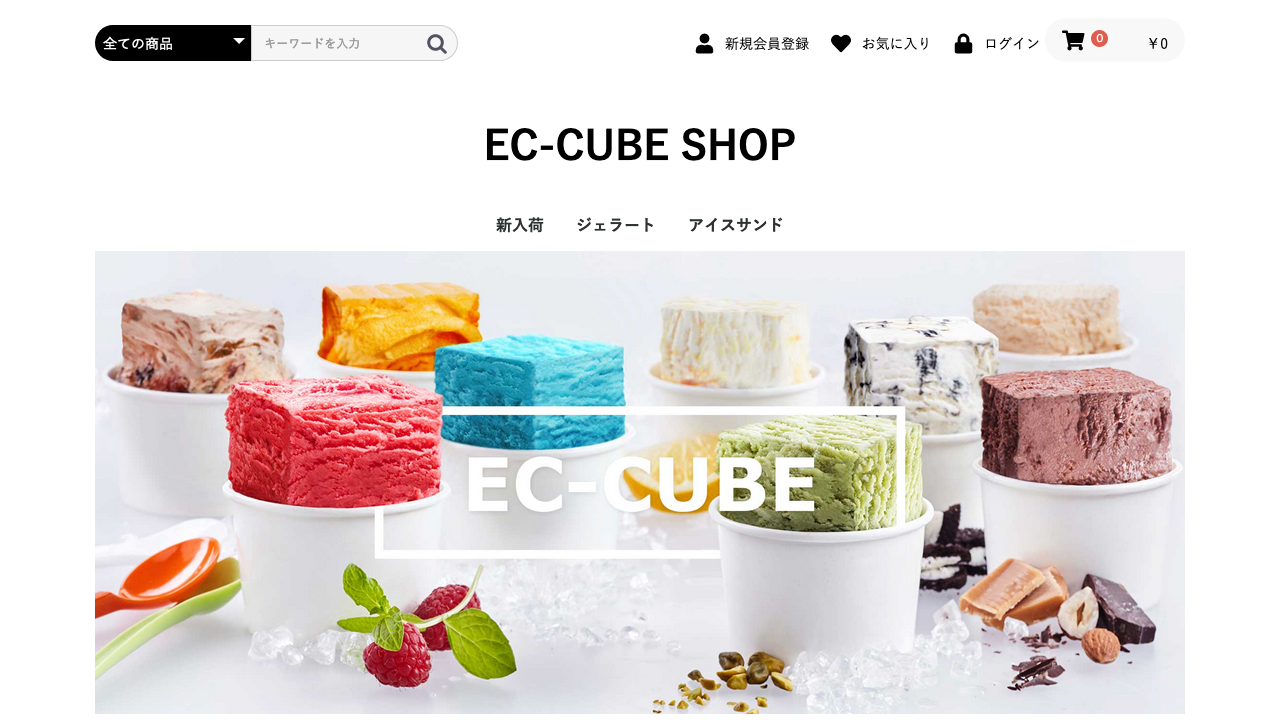 全ての商品
キーワードを入力
新規会員登録
お気に入り
ログイン
0
￥0
EC-CUBE SHOP
新入荷
ジェラート
アイスサンド
EC-CUBE